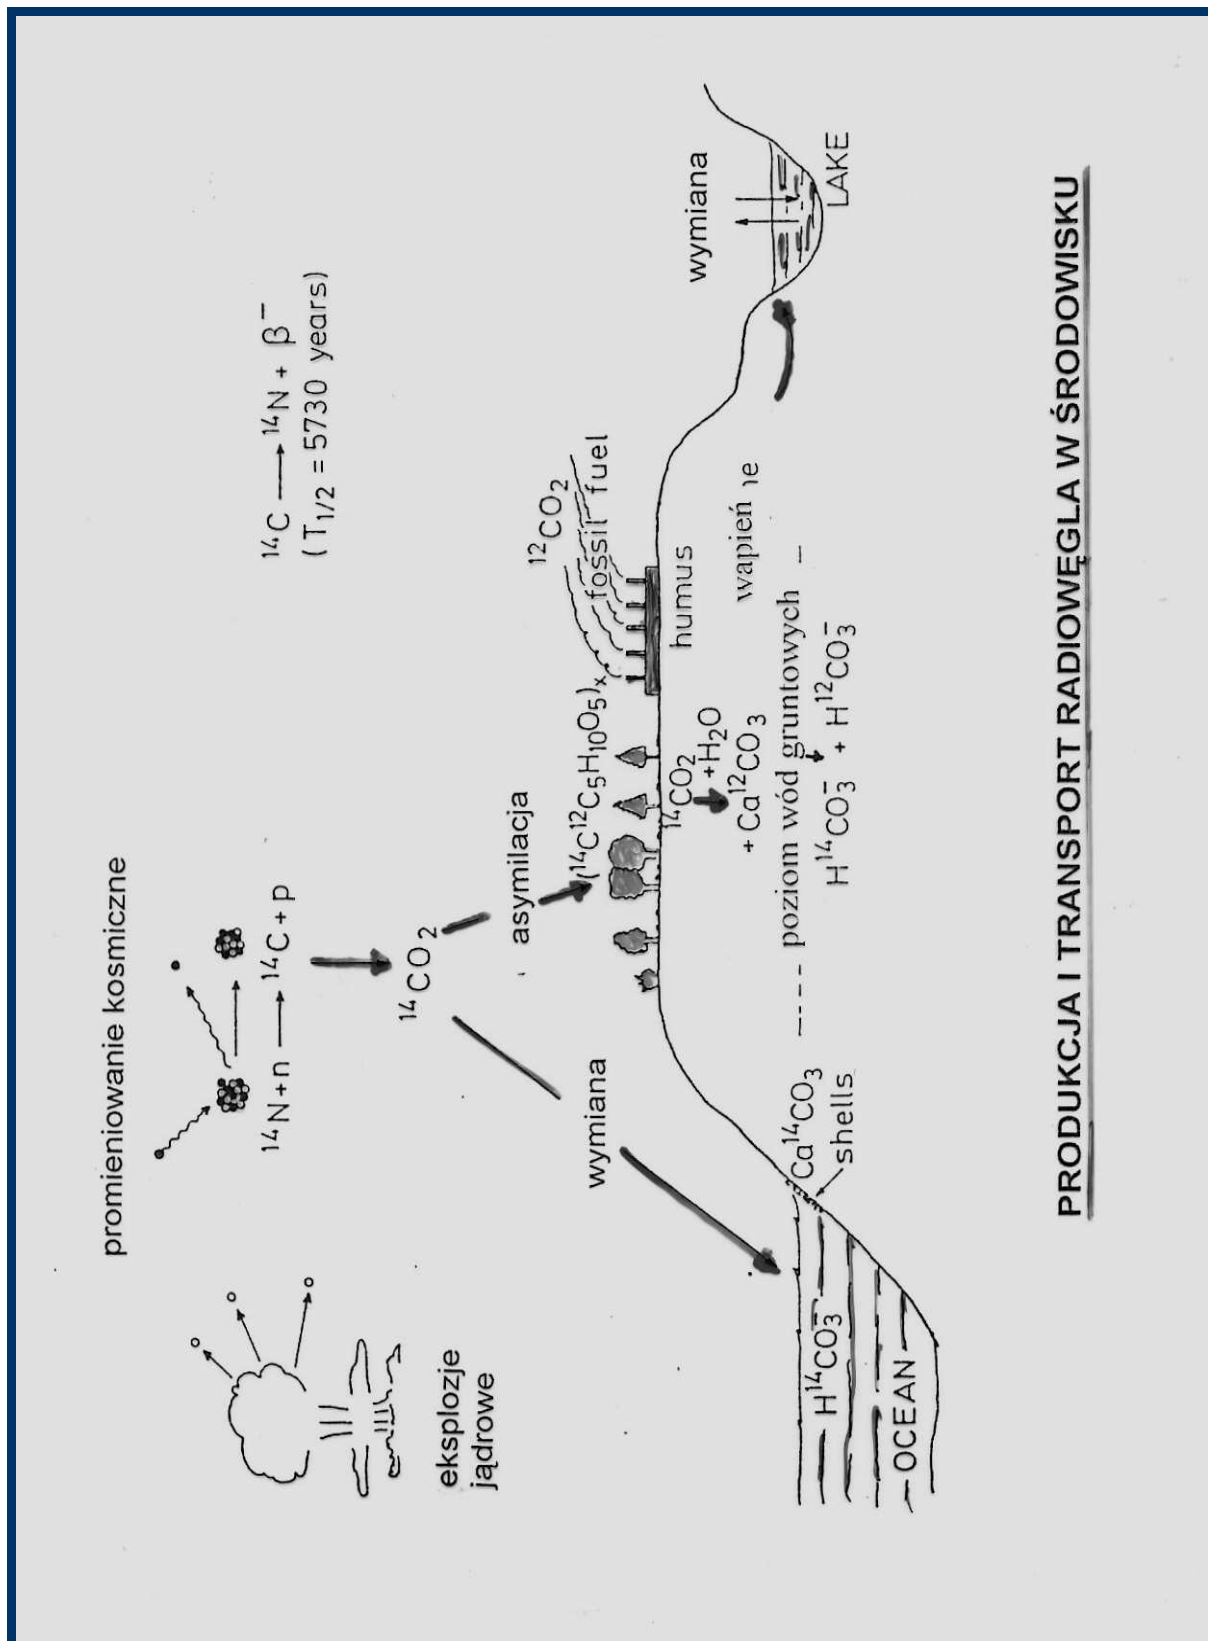 promieniowanie kosmiczne
¹⁴N + n ⟶ ¹⁴C + p
¹⁴C ⟶ ¹⁴N + β⁻
(T₁/₂ = 5730 years)
eksplozje
jądrowe
¹⁴CO₂
wymiana
asymilacja
(¹⁴C¹²C₅H₁₀O₅)ₓ
¹²CO₂
fossil fuel
wymiana
LAKE
humus
¹⁴CO₂
+H₂O
+ Ca¹²CO₃
wapień
poziom wód gruntowych
H¹⁴CO₃⁻ + H¹²CO₃⁻
Ca¹⁴CO₃
shells
H¹⁴CO₃⁻
OCEAN
PRODUKCJA I TRANSPORT RADIOWĘGLA W ŚRODOWISKU